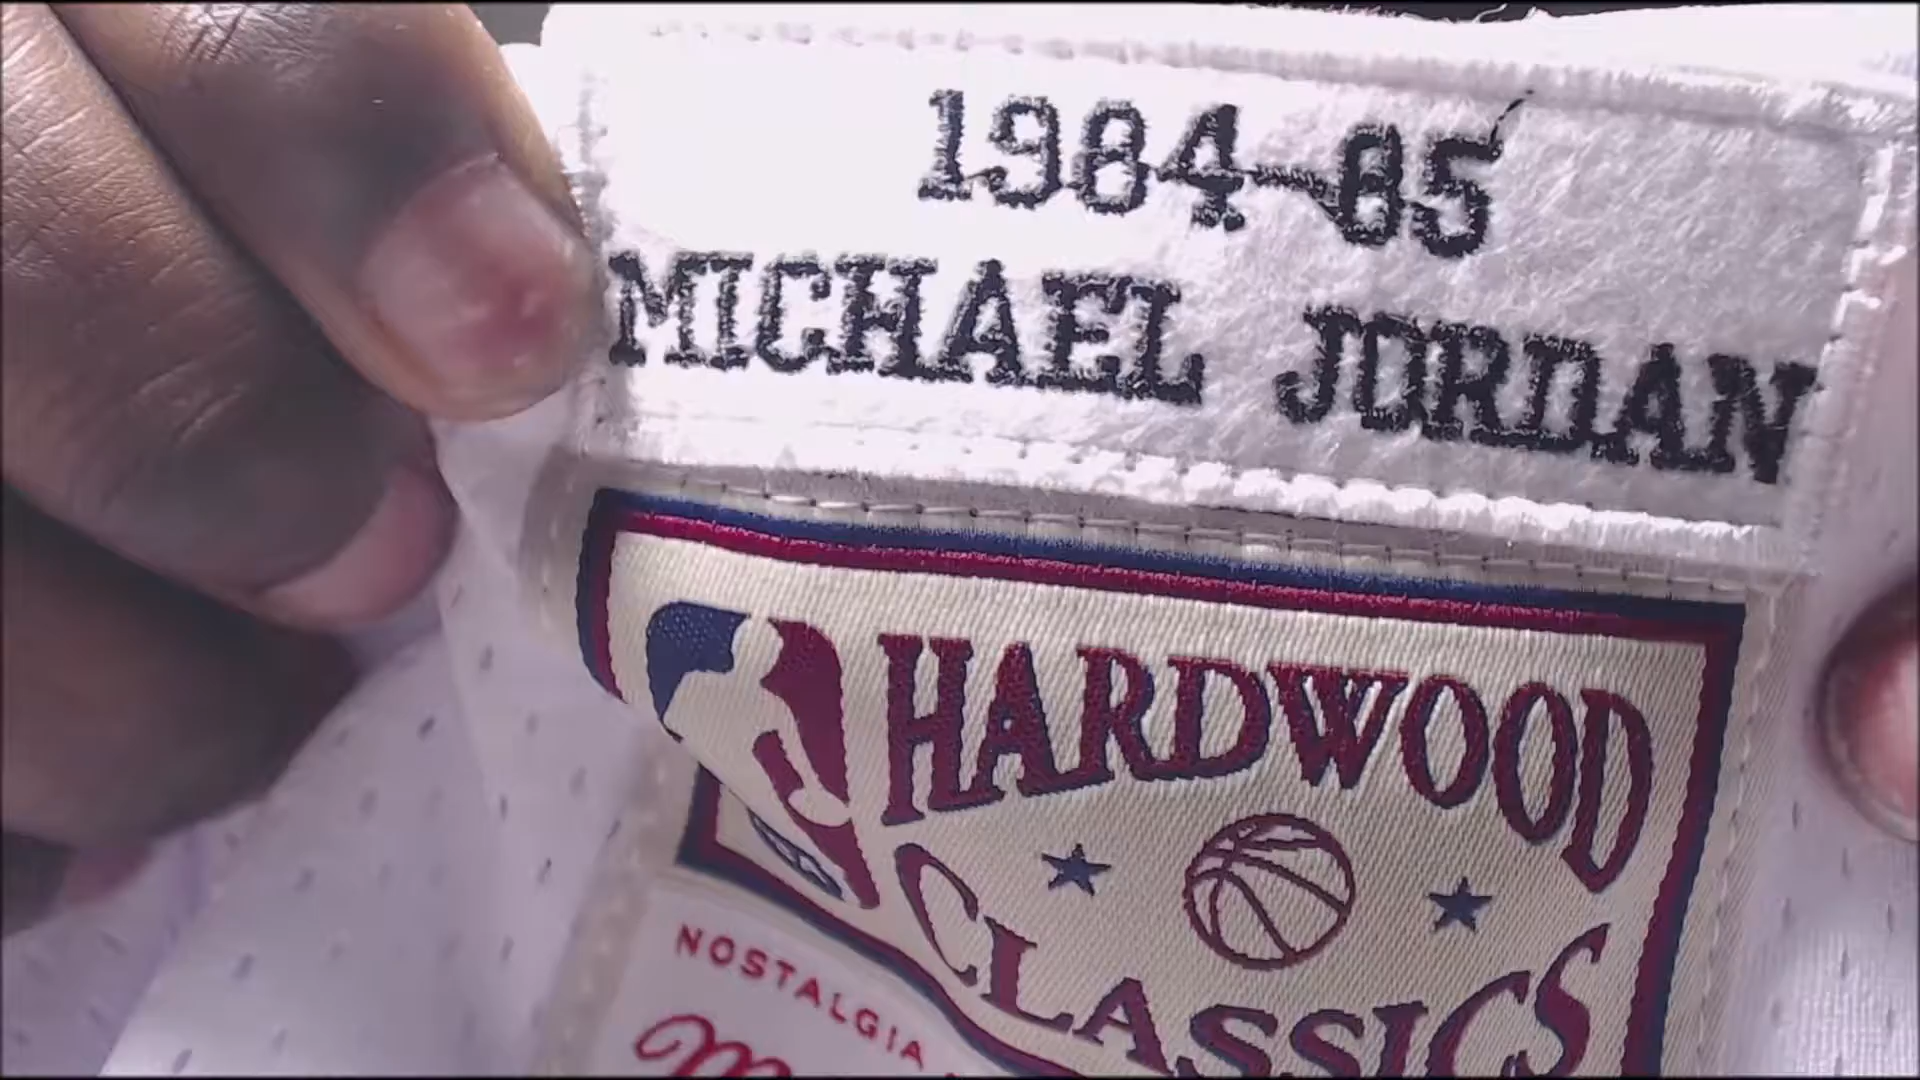 1984-85
MICHAEL JORDAN
HARDWOOD
CLASSICS
NOSTALGIA